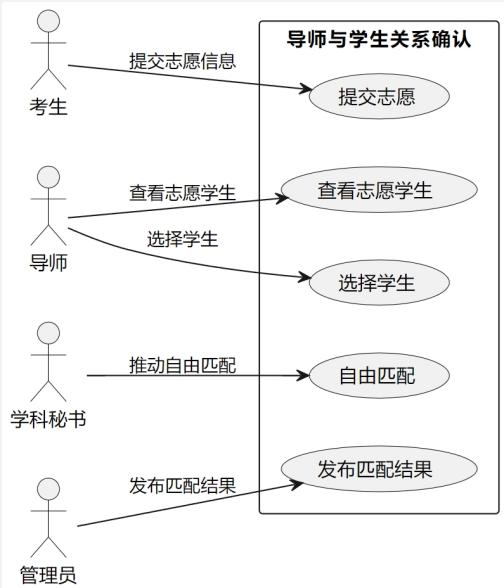 导师与学生关系确认
提交志愿信息
提交志愿
考生
查看志愿学生
查看志愿学生
选择学生
导师
选择学生
推动自由匹配
自由匹配
学科秘书
发布匹配结果
发布匹配结果
管理员